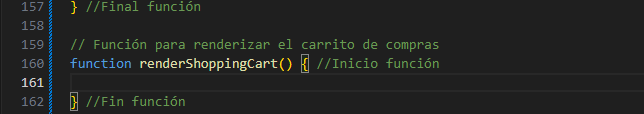 157 } //Final función
158
159 // Función para renderizar el carrito de compras
160 function renderShoppingCart() { //Inicio función
161
162 } //Fin función